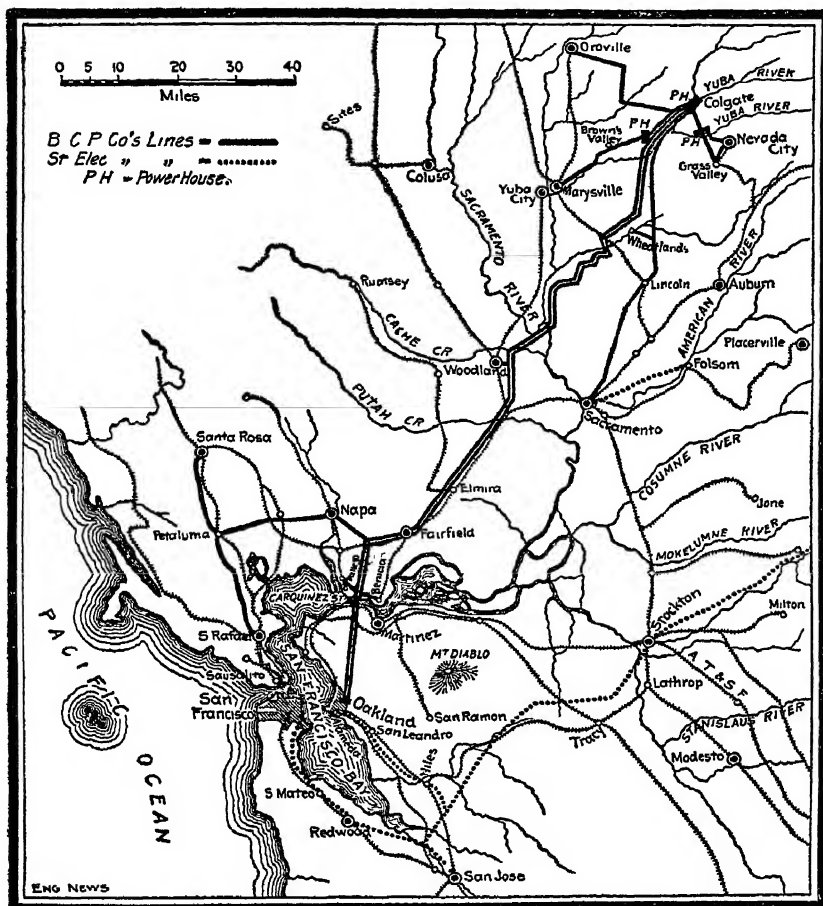 Oroville
0 5 10 20 30 40
Miles
B C P Co's Lines =
St Elec " " =
P H = Power House.
YUBA RIVER
PH
Colgate
YUBA RIVER
PH
PH
Nevada City
Grass Valley
Brown's Valley
Sites
Colusa
Yuba City
Marysville
SACRAMENTO RIVER
Wheatlands
Rumsey
Lincoln
Auburn
AMERICAN RIVER
CACHE CR
Woodland
Placerville
Folsom
PUTAH CR
Sacramento
Santa Rosa
COSUMNE RIVER
Elmira
Ione
Napa
Petaluma
Fairfield
MOKELUMNE RIVER
CARQUINEZ ST
Stockton
Milton
Martinez
S Rafael
MT DIABLO
A T & S F
Sausalito
SAN FRANCISCO BAY
San Francisco
Oakland
San Leandro
San Ramon
Lathrop
STANISLAUS RIVER
Tracy
Modesto
Niles
PACIFIC OCEAN
S Mateo
Redwood
San Jose
ENG NEWS